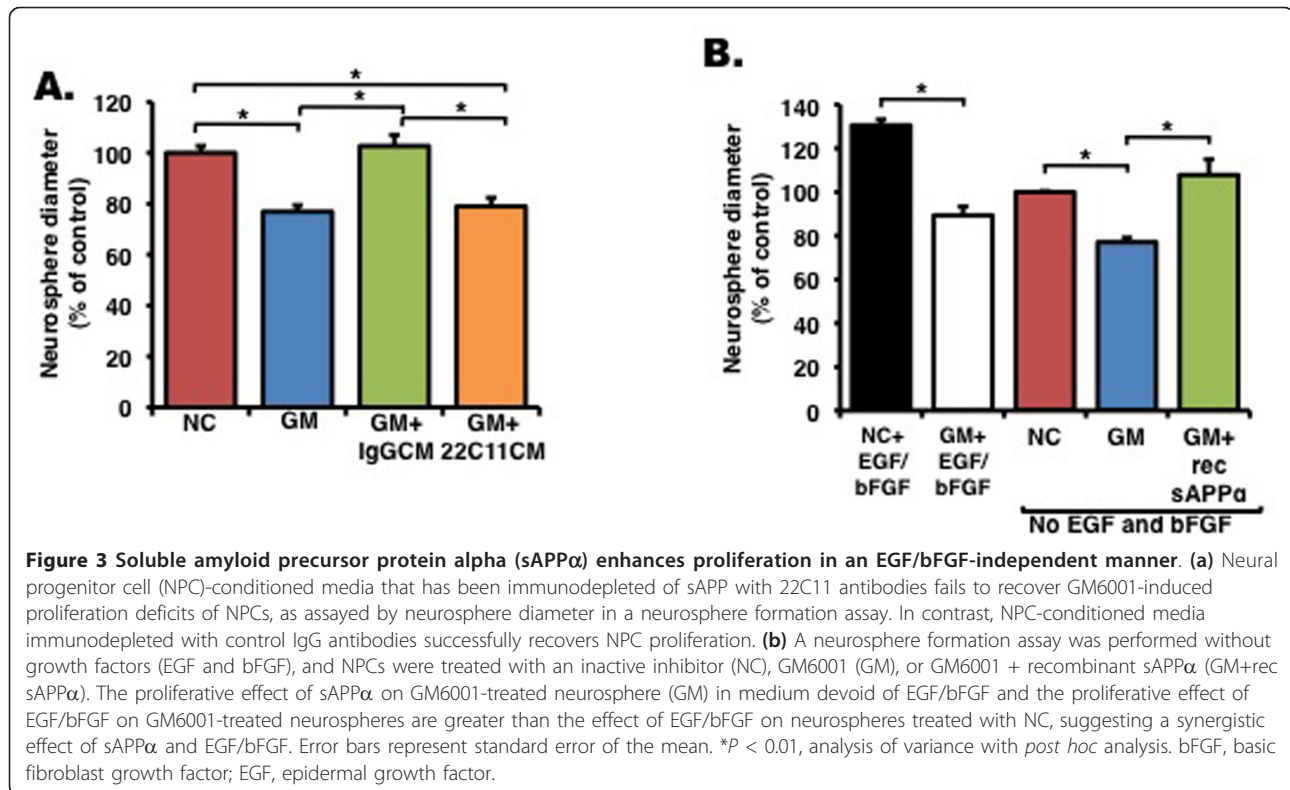 A.
Neurosphere diameter
(% of control)
120
100
80
60
40
20
0
*
*
*
*
NC
GM
GM+
IgGCM
GM+
22C11CM
B.
Neurosphere diameter
(% of control)
140
120
100
80
60
40
20
0
*
*
*
NC+
EGF/
bFGF
GM+
EGF/
bFGF
NC
GM
GM+
rec
sAPPα
No EGF and bFGF
Figure 3 Soluble amyloid precursor protein alpha (sAPPα) enhances proliferation in an EGF/bFGF-independent manner. (a) Neural
progenitor cell (NPC)-conditioned media that has been immunodepleted of sAPP with 22C11 antibodies fails to recover GM6001-induced
proliferation deficits of NPCs, as assayed by neurosphere diameter in a neurosphere formation assay. In contrast, NPC-conditioned media
immunodepleted with control IgG antibodies successfully recovers NPC proliferation. (b) A neurosphere formation assay was performed without
growth factors (EGF and bFGF), and NPCs were treated with an inactive inhibitor (NC), GM6001 (GM), or GM6001 + recombinant sAPPα (GM+rec
sAPPα). The proliferative effect of sAPPα on GM6001-treated neurosphere (GM) in medium devoid of EGF/bFGF and the proliferative effect of
EGF/bFGF on GM6001-treated neurospheres are greater than the effect of EGF/bFGF on neurospheres treated with NC, suggesting a synergistic
effect of sAPPα and EGF/bFGF. Error bars represent standard error of the mean. *P < 0.01, analysis of variance with post hoc analysis. bFGF, basic
fibroblast growth factor; EGF, epidermal growth factor.